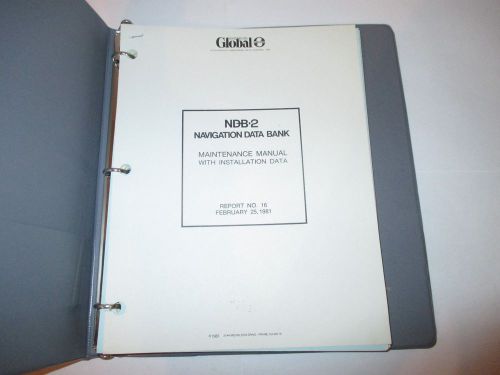 Global
NDB-2
NAVIGATION DATA BANK
MAINTENANCE MANUAL
WITH INSTALLATION DATA
REPORT NO. 16
FEBRUARY 25, 1981